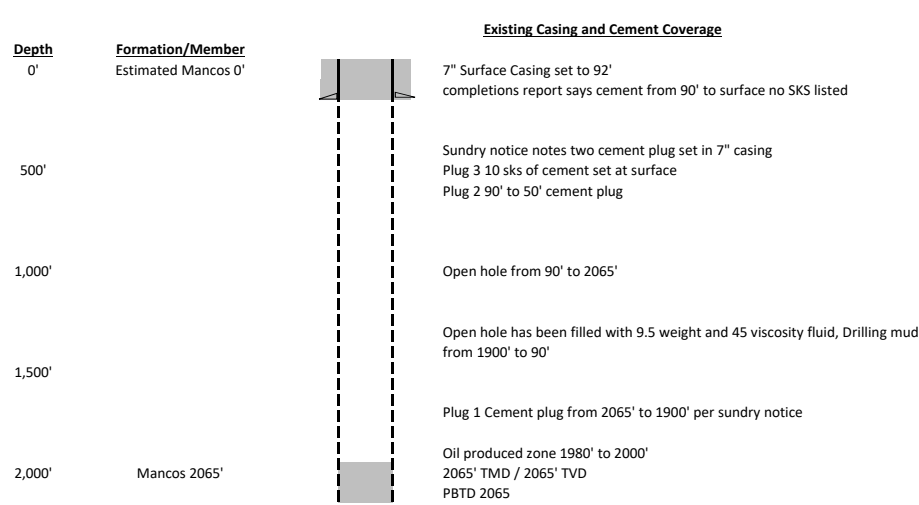 Existing Casing and Cement Coverage
Depth Formation/Member
0' Estimated Mancos 0' 7" Surface Casing set to 92'
completions report says cement from 90' to surface no SKS listed
Sundry notice notes two cement plug set in 7" casing
500' Plug 3 10 sks of cement set at surface
Plug 2 90' to 50' cement plug
1,000' Open hole from 90' to 2065'
Open hole has been filled with 9.5 weight and 45 viscosity fluid, Drilling mud
from 1900' to 90'
1,500'
Plug 1 Cement plug from 2065' to 1900' per sundry notice
Oil produced zone 1980' to 2000'
2,000' Mancos 2065' 2065' TMD / 2065' TVD
PBTD 2065